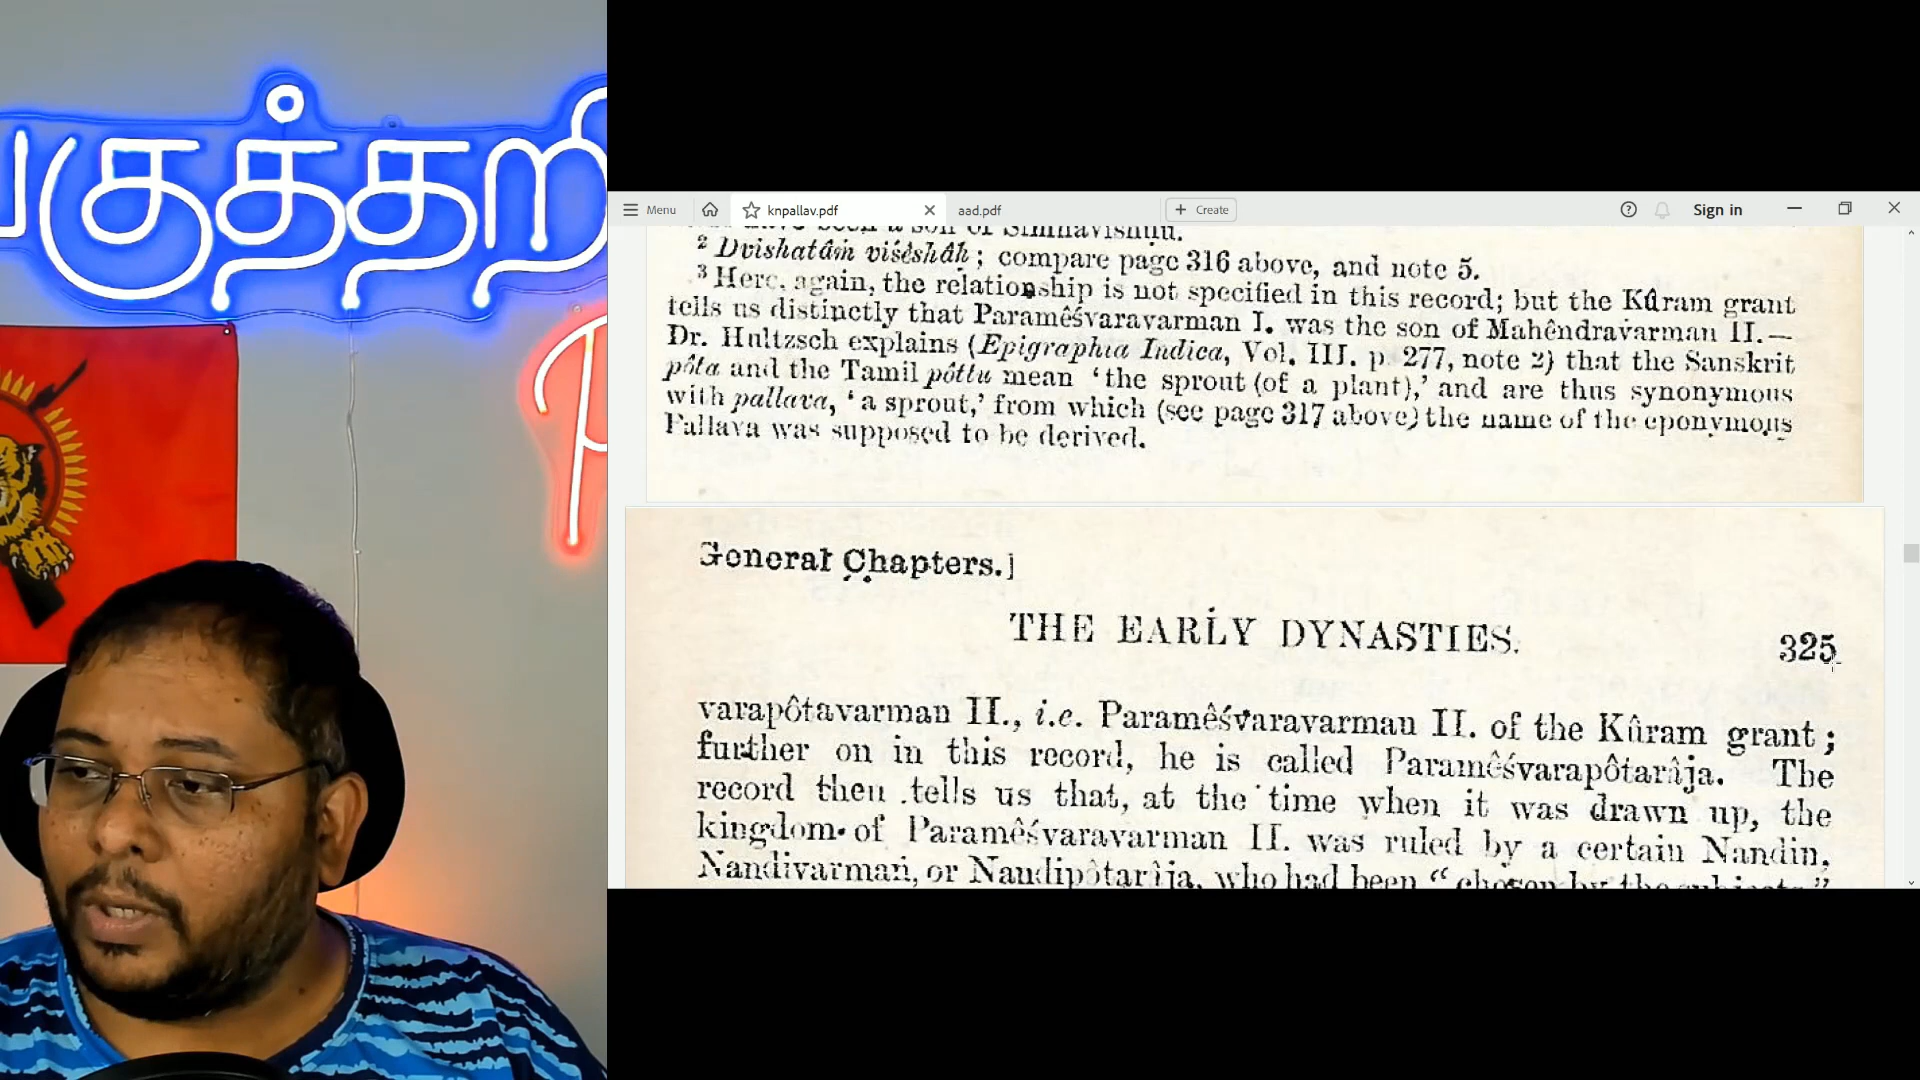 குத்தறி
Menu
knpallav.pdf
aad.pdf
Create
Sign in
² Dvishatâṁ viśêshâḥ ; compare page 316 above, and note 5.
³ Here, again, the relationship is not specified in this record; but the Kûram grant
tells us distinctly that Paramêśvaravarman I. was the son of Mahêndravarman II.—
Dr. Hultzsch explains (Epigraphia Indica, Vol. III. p. 277, note 2) that the Sanskrit
pôta and the Tamil pôttu mean ‘the sprout (of a plant),’ and are thus synonymous
with pallava, ‘a sprout,’ from which (see page 317 above) the name of the eponymous
Pallava was supposed to be derived.
General Chapters.]
THE EARLY DYNASTIES.
325
varapôtavarman II., i.e. Paramêśvaravarman II. of the Kûram grant ;
further on in this record, he is called Paramêśvarapôtarâja. The
record then tells us that, at the time when it was drawn up, the
kingdom of Paramêśvaravarman II. was ruled by a certain Nandin,
Nandivarman, or Nandipôtarâja, who had been “chosen by the subjects”